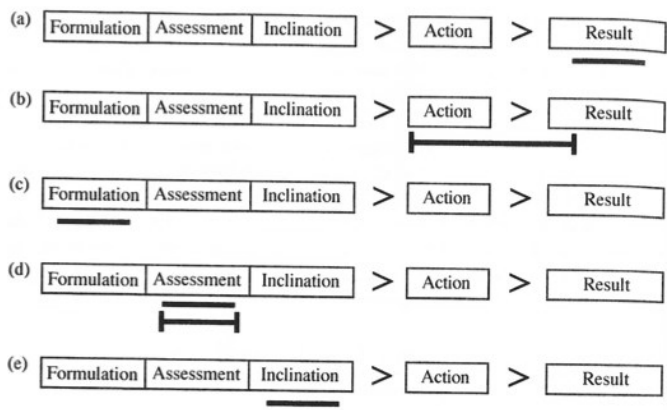 (a) Formulation Assessment Inclination > Action > Result
(b) Formulation Assessment Inclination > Action > Result
(c) Formulation Assessment Inclination > Action > Result
(d) Formulation Assessment Inclination > Action > Result
(e) Formulation Assessment Inclination > Action > Result